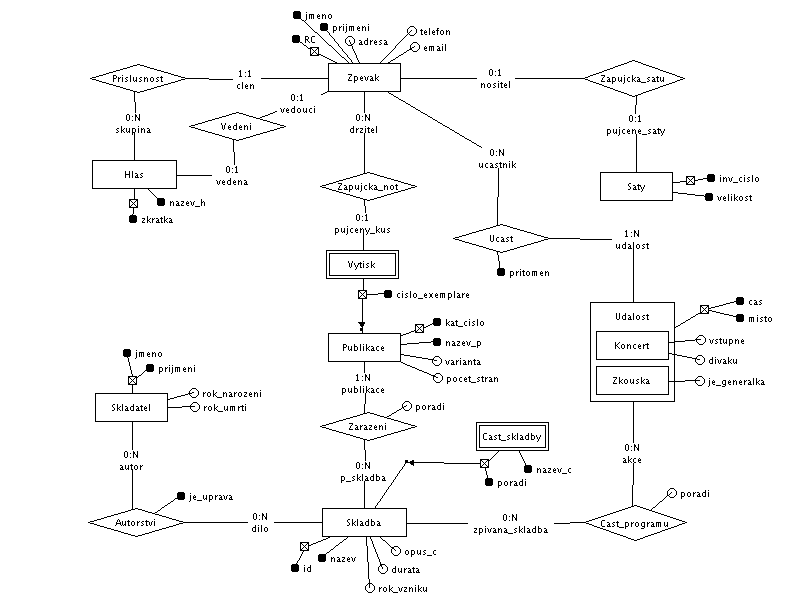 jmeno
prijmeni
telefon
RC
adresa
email
Prislusnost
1:1
clen
Zpevak
0:1
nositel
Zapujcka_satu
0:1
vedouci
0:N
skupina
Vedeni
0:N
drzitel
0:1
pujcene_saty
0:N
ucastnik
Hlas
0:1
vedena
Zapujcka_not
Saty
inv_cislo
velikost
nazev_h
zkratka
0:1
pujceny_kus
Ucast
1:N
udalost
Vytisk
pritomen
cislo_exemplare
cas
misto
Udalost
kat_cislo
nazev_p
varianta
pocet_stran
Publikace
Koncert
vstupne
divaku
jmeno
prijmeni
1:N
publikace
Zkouska
je_generalka
rok_narozeni
rok_umrti
Skladatel
poradi
Zarazeni
Cast_skladby
0:N
autor
0:N
p_skladba
nazev_c
poradi
0:N
akce
je_uprava
poradi
Autorstvi
0:N
dilo
Skladba
0:N
zpivana_skladba
Cast_programu
opus_c
nazev
id
durata
rok_vzniku